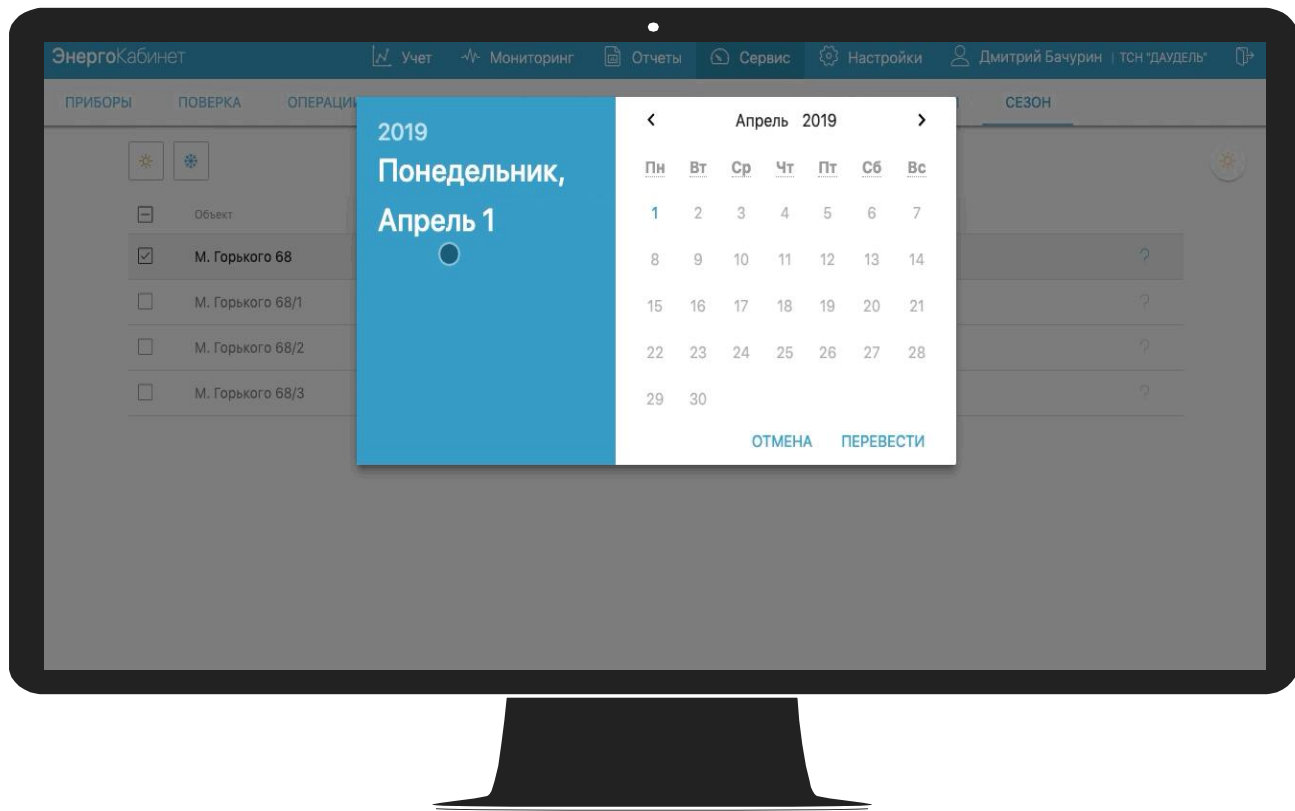 ЭнергоКабинет Учет Мониторинг Отчеты Сервис Настройки Дмитрий Бачурин | ТСН "ДАУДЕЛЬ"
ПРИБОРЫ ПОВЕРКА ОПЕРАЦИИ СЕЗОН
2019
Понедельник,
Апрель 1
Апрель 2019
Пн Вт Ср Чт Пт Сб Вс
1 2 3 4 5 6 7
8 9 10 11 12 13 14
15 16 17 18 19 20 21
22 23 24 25 26 27 28
29 30
ОТМЕНА ПЕРЕВЕСТИ
Объект
М. Горького 68
М. Горького 68/1
М. Горького 68/2
М. Горького 68/3